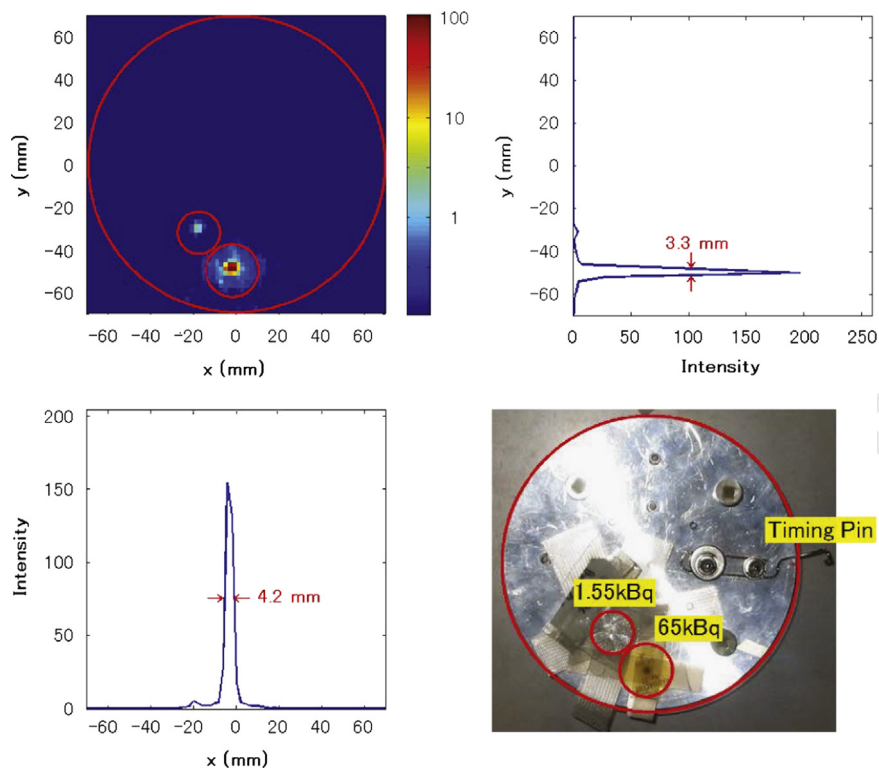 60
40
20
0
-20
-40
-60
y (mm)
-60 -40 -20 0 20 40 60
x (mm)
100
10
1
60
40
20
0
-20
-40
-60
y (mm)
3.3 mm
0 50 100 150 200 250
Intensity
200
150
100
50
0
Intensity
4.2 mm
-60 -40 -20 0 20 40 60
x (mm)
Timing Pin
1.55kBq
65kBq